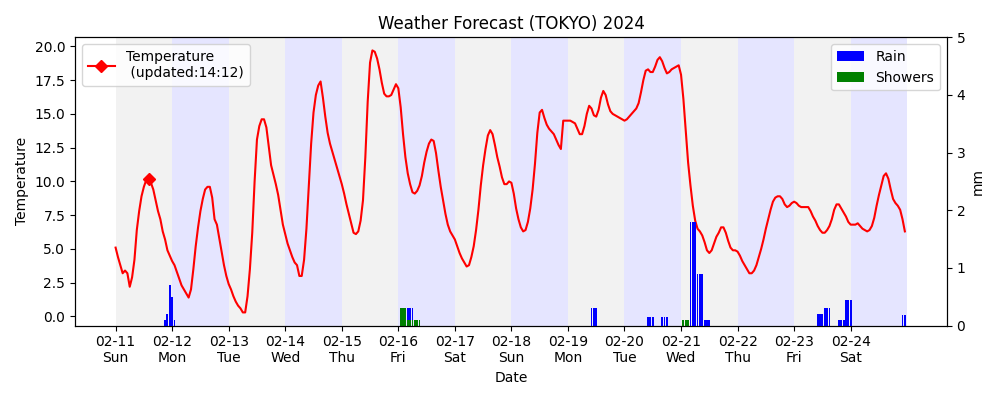 Weather Forecast (TOKYO) 2024
Temperature
(updated:14:12)
Rain
Showers
Temperature
20.0
17.5
15.0
12.5
10.0
7.5
5.0
2.5
0.0
5
4
3
2
1
0
mm
02-11 02-12 02-13 02-14 02-15 02-16 02-17 02-18 02-19 02-20 02-21 02-22 02-23 02-24
Sun Mon Tue Wed Thu Fri Sat Sun Mon Tue Wed Thu Fri Sat
Date